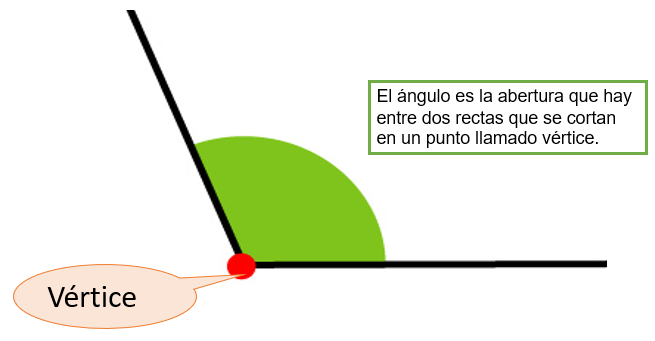 El ángulo es la abertura que hay
entre dos rectas que se cortan
en un punto llamado vértice.
Vértice